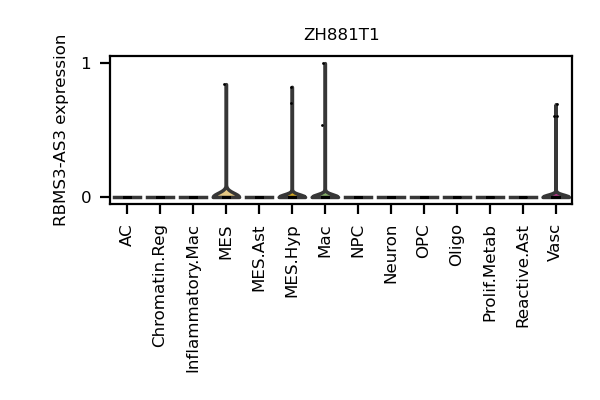 ZH881T1
RBMS3-AS3 expression
1
0
AC
Chromatin.Reg
Inflammatory.Mac
MES
MES.Ast
MES.Hyp
Mac
NPC
Neuron
OPC
Oligo
Prolif.Metab
Reactive.Ast
Vasc